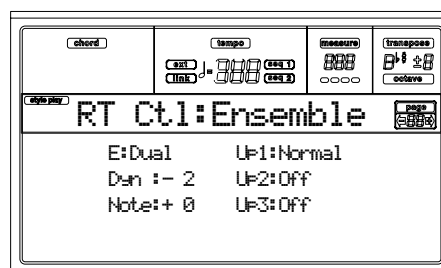 chord tempo measure transpose
ext seq 1
link seq 2
octave
style play RT Ctl:Ensemble page
E:Dual Up1:Normal
Dyn :- 2 Up2:Off
Note:+ 0 Up3:Off